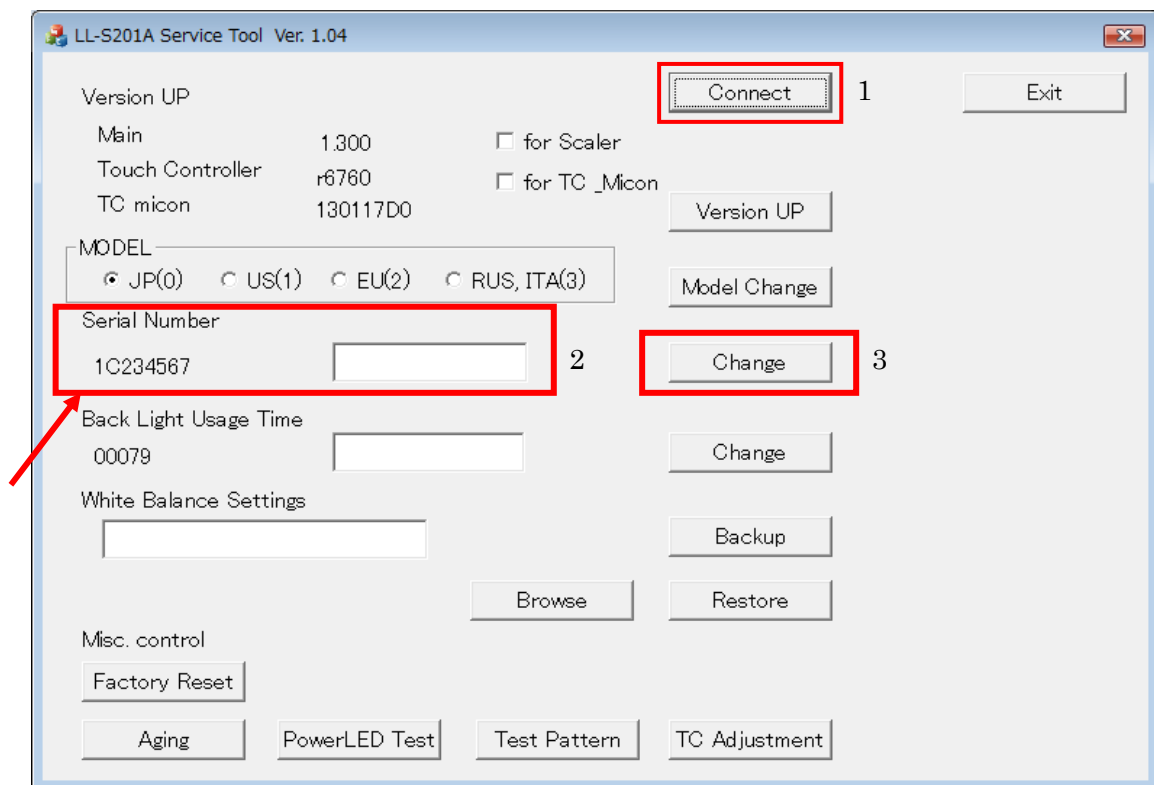 LL-S201A Service Tool Ver. 1.04
Connect
1
Exit
Version UP
Main
1.300
for Scaler
Touch Controller
r6760
for TC _Micon
TC micon
130117D0
Version UP
MODEL
JP(0) US(1) EU(2) RUS, ITA(3)
Model Change
Serial Number
1C234567
2
Change
3
Back Light Usage Time
00079
Change
White Balance Settings
Backup
Browse
Restore
Misc. control
Factory Reset
Aging
PowerLED Test
Test Pattern
TC Adjustment